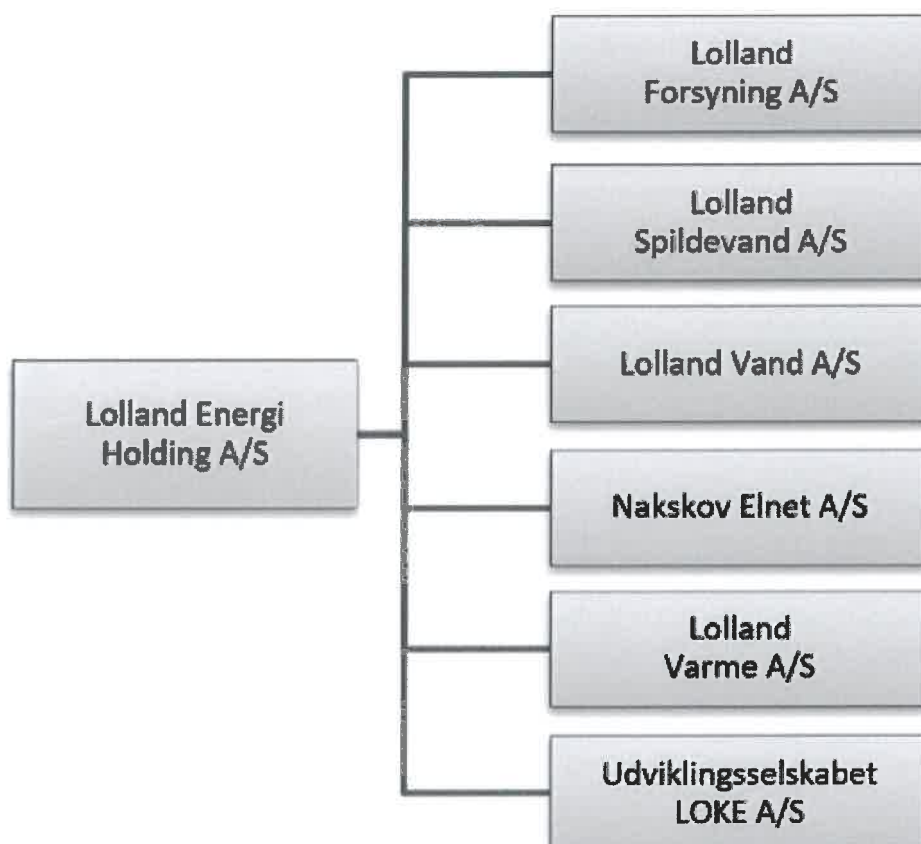 Lolland
Forsyning A/S
Lolland
Spildevand A/S
Lolland Vand A/S
Lolland Energi
Holding A/S
Nakskov Elnet A/S
Lolland
Varme A/S
Udviklingsselskabet
LOKE A/S